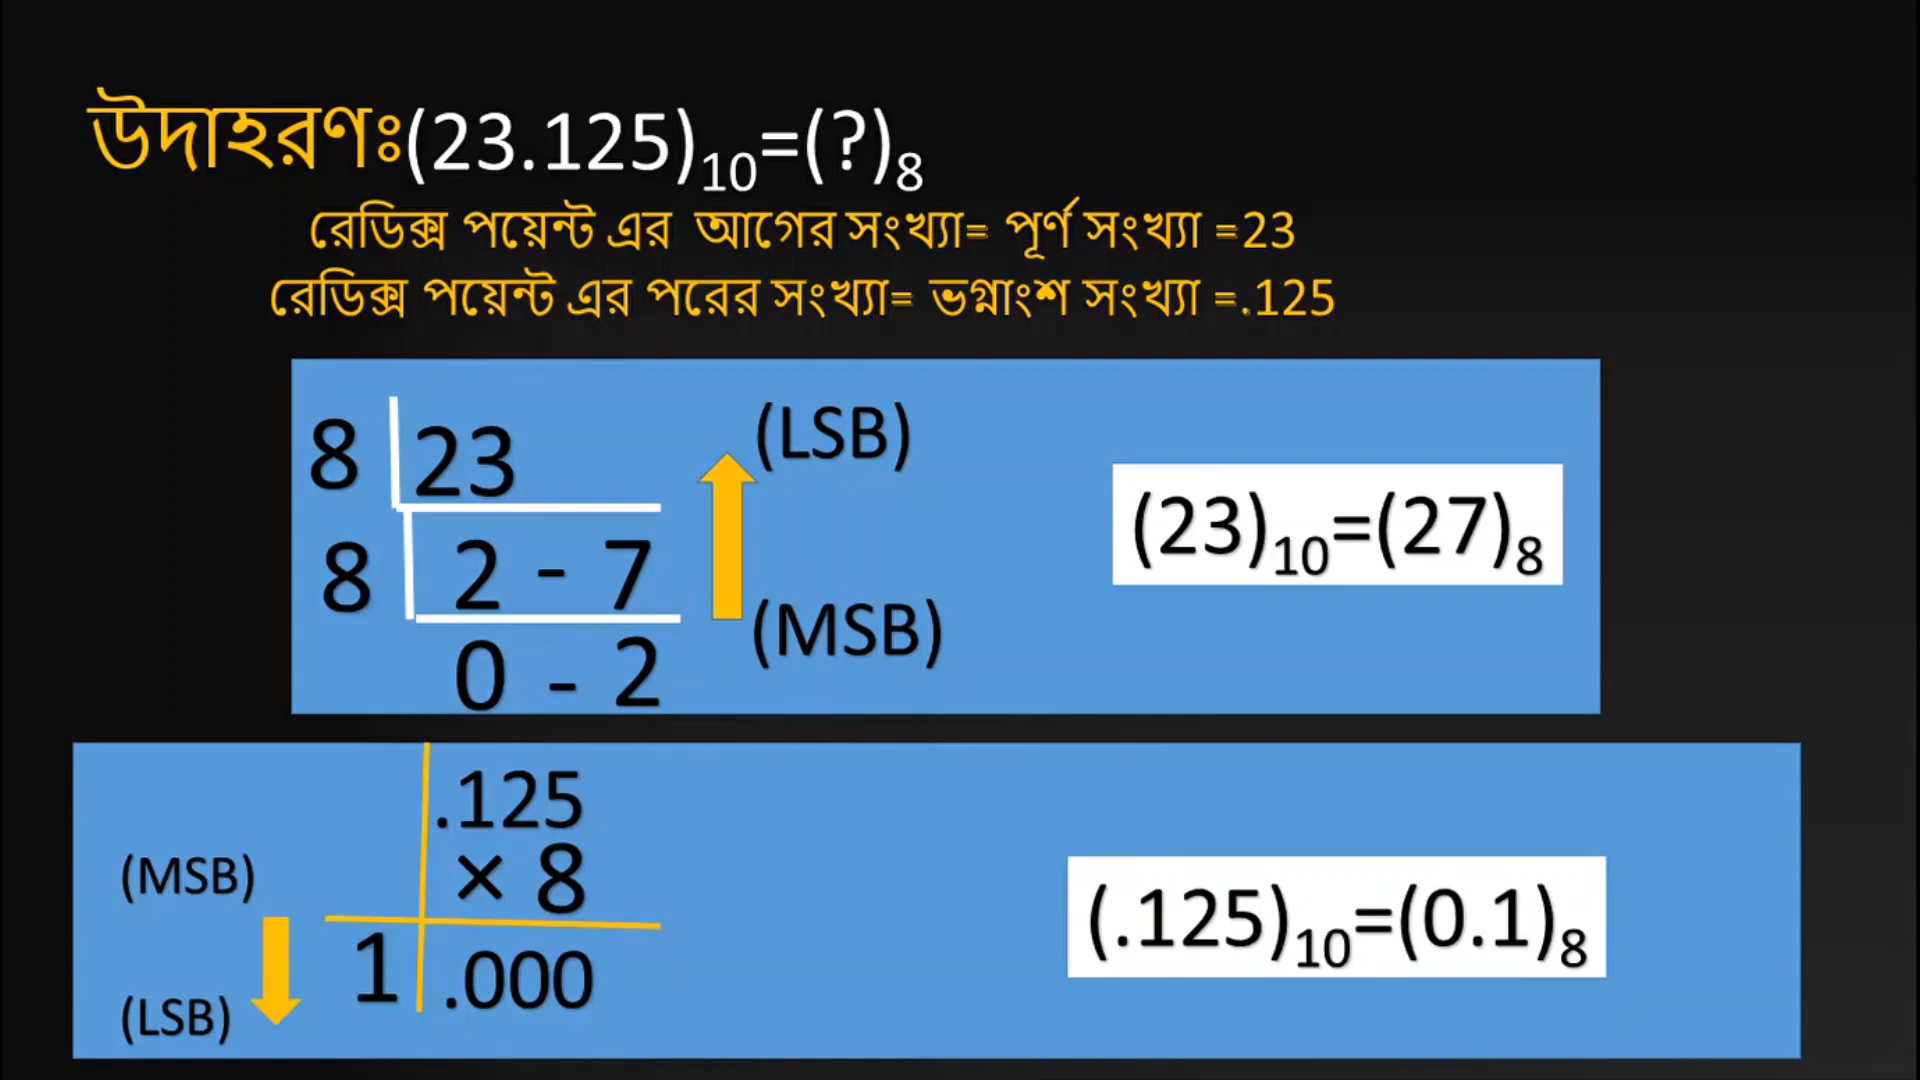 উদাহরণঃ(23.125)₁₀=(?)₈
রেডিক্স পয়েন্ট এর আগের সংখ্যা= পূর্ণ সংখ্যা =23
রেডিক্স পয়েন্ট এর পরের সংখ্যা= ভগ্নাংশ সংখ্যা =.125
8 23 (LSB)
8 2 - 7
0 - 2 (MSB)
(23)₁₀=(27)₈
.125
(MSB) × 8
1 .000
(LSB)
(.125)₁₀=(0.1)₈